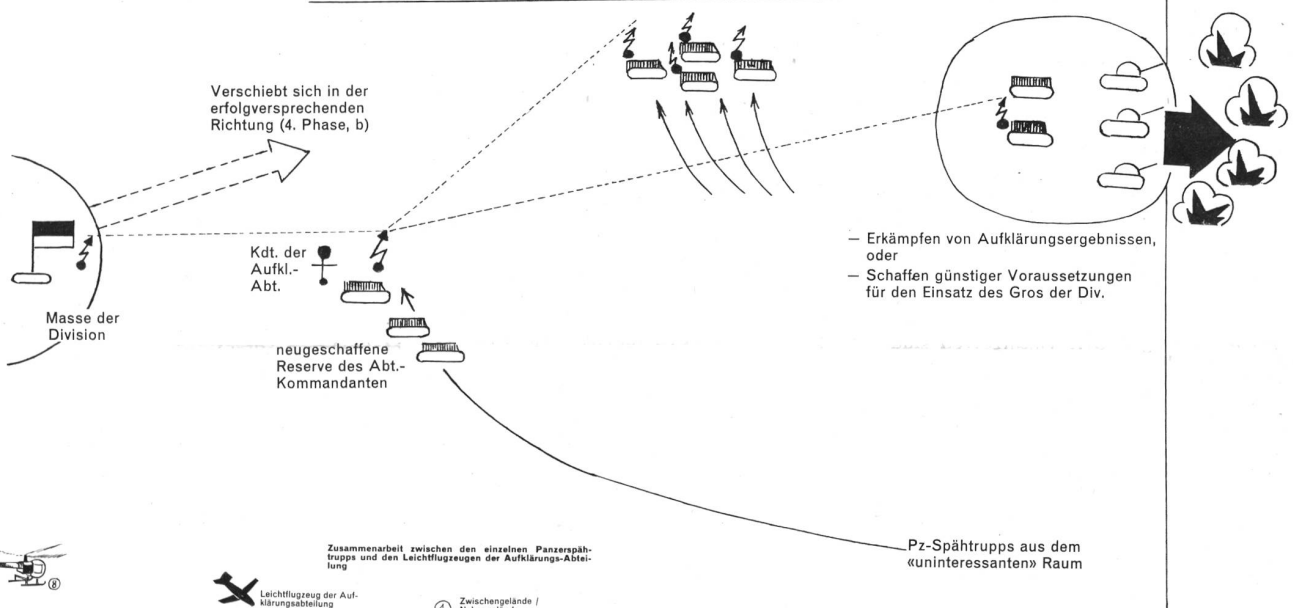 Verschiebt sich in der
erfolgversprechenden
Richtung (4. Phase, b)
Kdt. der
Aufkl.-
Abt.
Masse der
Division
neugeschaffene
Reserve des Abt.-
Kommandanten
— Erkämpfen von Aufklärungsergebnissen,
oder
— Schaffen günstiger Voraussetzungen
für den Einsatz des Gros der Div.
Pz-Spähtrupps aus dem
«uninteressanten» Raum
Zusammenarbeit zwischen den einzelnen Panzerspäh-
trupps und den Leichtflugzeugen der Aufklärungs-Abtei-
lung
8
Leichtflugzeug der Auf-
klärungsabteilung
Zwischengelände /